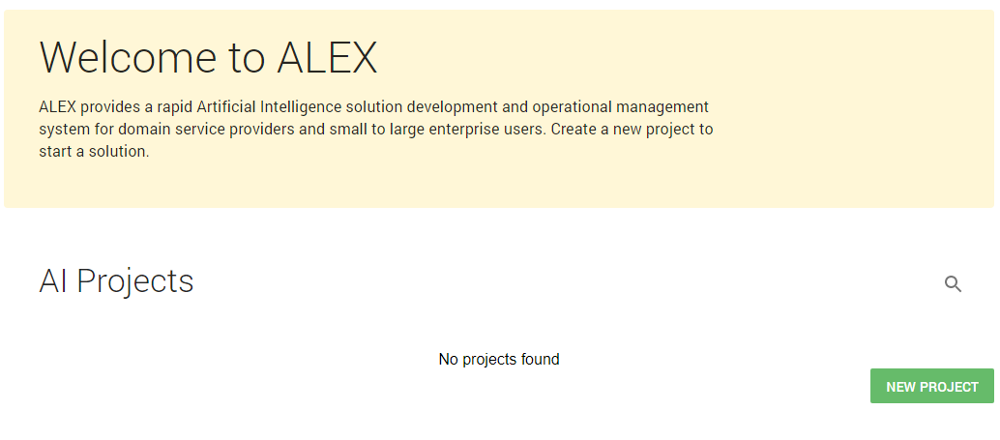 Welcome to ALEX
ALEX provides a rapid Artificial Intelligence solution development and operational management
system for domain service providers and small to large enterprise users. Create a new project to
start a solution.
AI Projects
No projects found
NEW PROJECT